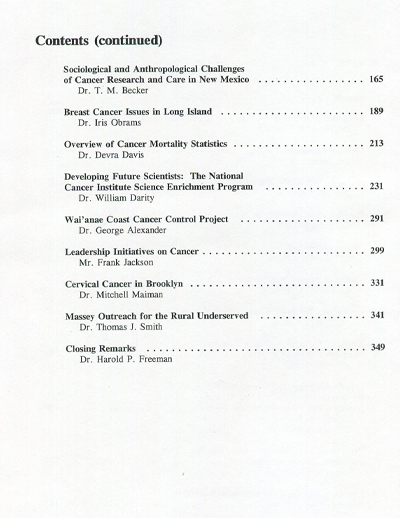 Contents (continued)
Sociological and Anthropological Challenges
of Cancer Research and Care in New Mexico . . . . . . . . . . . . . . . . 165
Dr. T. M. Becker
Breast Cancer Issues in Long Island . . . . . . . . . . . . . . . . . . . . . 189
Dr. Iris Obrams
Overview of Cancer Mortality Statistics . . . . . . . . . . . . . . . . . . . 213
Dr. Devra Davis
Developing Future Scientists: The National
Cancer Institute Science Enrichment Program . . . . . . . . . . . . . . . 231
Dr. William Darity
Wai'anae Coast Cancer Control Project . . . . . . . . . . . . . . . . . . 291
Dr. George Alexander
Leadership Initiatives on Cancer . . . . . . . . . . . . . . . . . . . . . . . 299
Mr. Frank Jackson
Cervical Cancer in Brooklyn . . . . . . . . . . . . . . . . . . . . . . . . . 331
Dr. Mitchell Maiman
Massey Outreach for the Rural Underserved . . . . . . . . . . . . . . . 341
Dr. Thomas J. Smith
Closing Remarks . . . . . . . . . . . . . . . . . . . . . . . . . . . . . . . 349
Dr. Harold P. Freeman